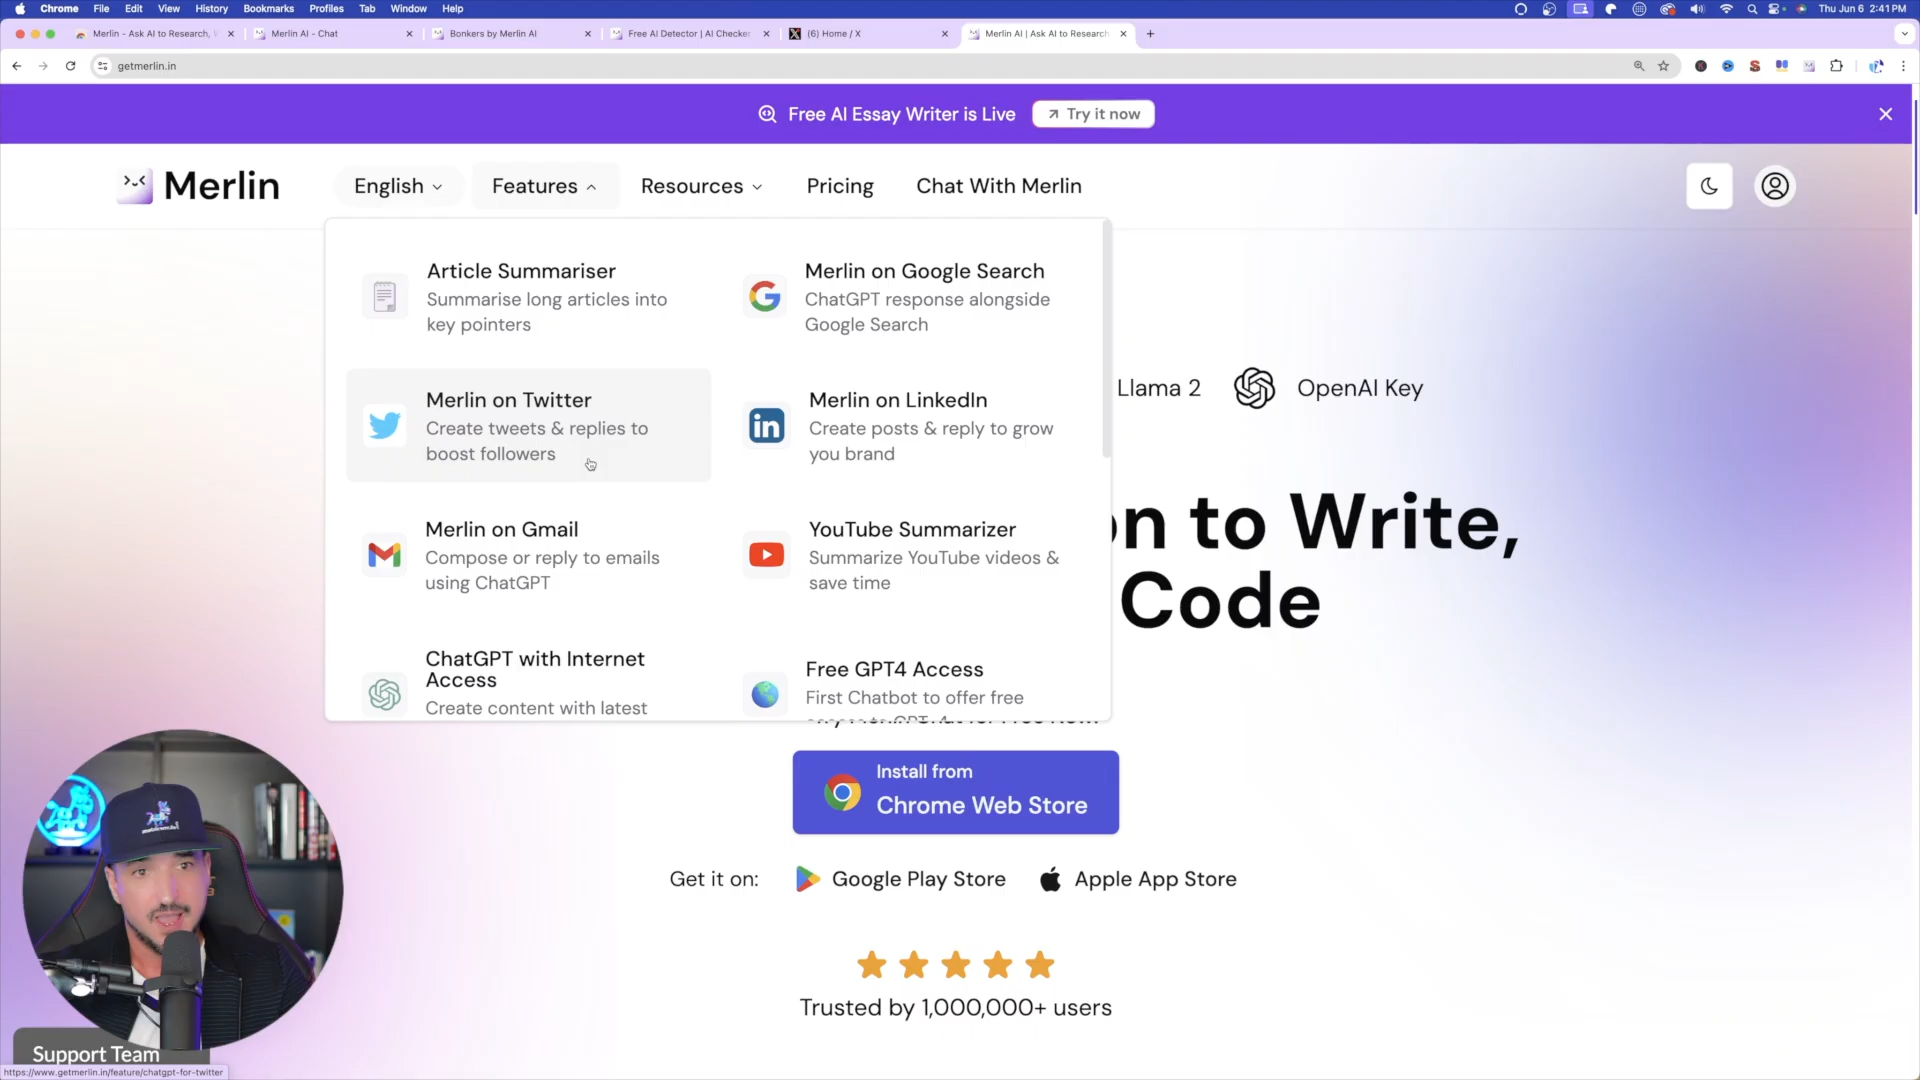 Chrome File Edit View History Bookmarks Profiles Tab Window Help Thu Jun 6 2:41 PM
Merlin - Ask AI to Research, Merlin AI - Chat Bonkers by Merlin AI Free AI Detector | AI Checker (6) Home / X Merlin AI | Ask AI to Research
getmerlin.in
Free AI Essay Writer is Live Try it now
Merlin English Features Resources Pricing Chat With Merlin
Article Summariser
Summarise long articles into
key pointers
Merlin on Google Search
ChatGPT response alongside
Google Search
Merlin on Twitter
Create tweets & replies to
boost followers
Merlin on LinkedIn
Create posts & reply to grow
you brand
Llama 2 OpenAI Key
Merlin on Gmail
Compose or reply to emails
using ChatGPT
YouTube Summarizer
Summarize YouTube videos &
save time
on to Write,
Code
ChatGPT with Internet
Access
Create content with latest
Free GPT4 Access
First Chatbot to offer free
Install from
Chrome Web Store
Get it on: Google Play Store Apple App Store
Trusted by 1,000,000+ users
Support Team
https://www.getmerlin.in/feature/chatgpt-for-twitter